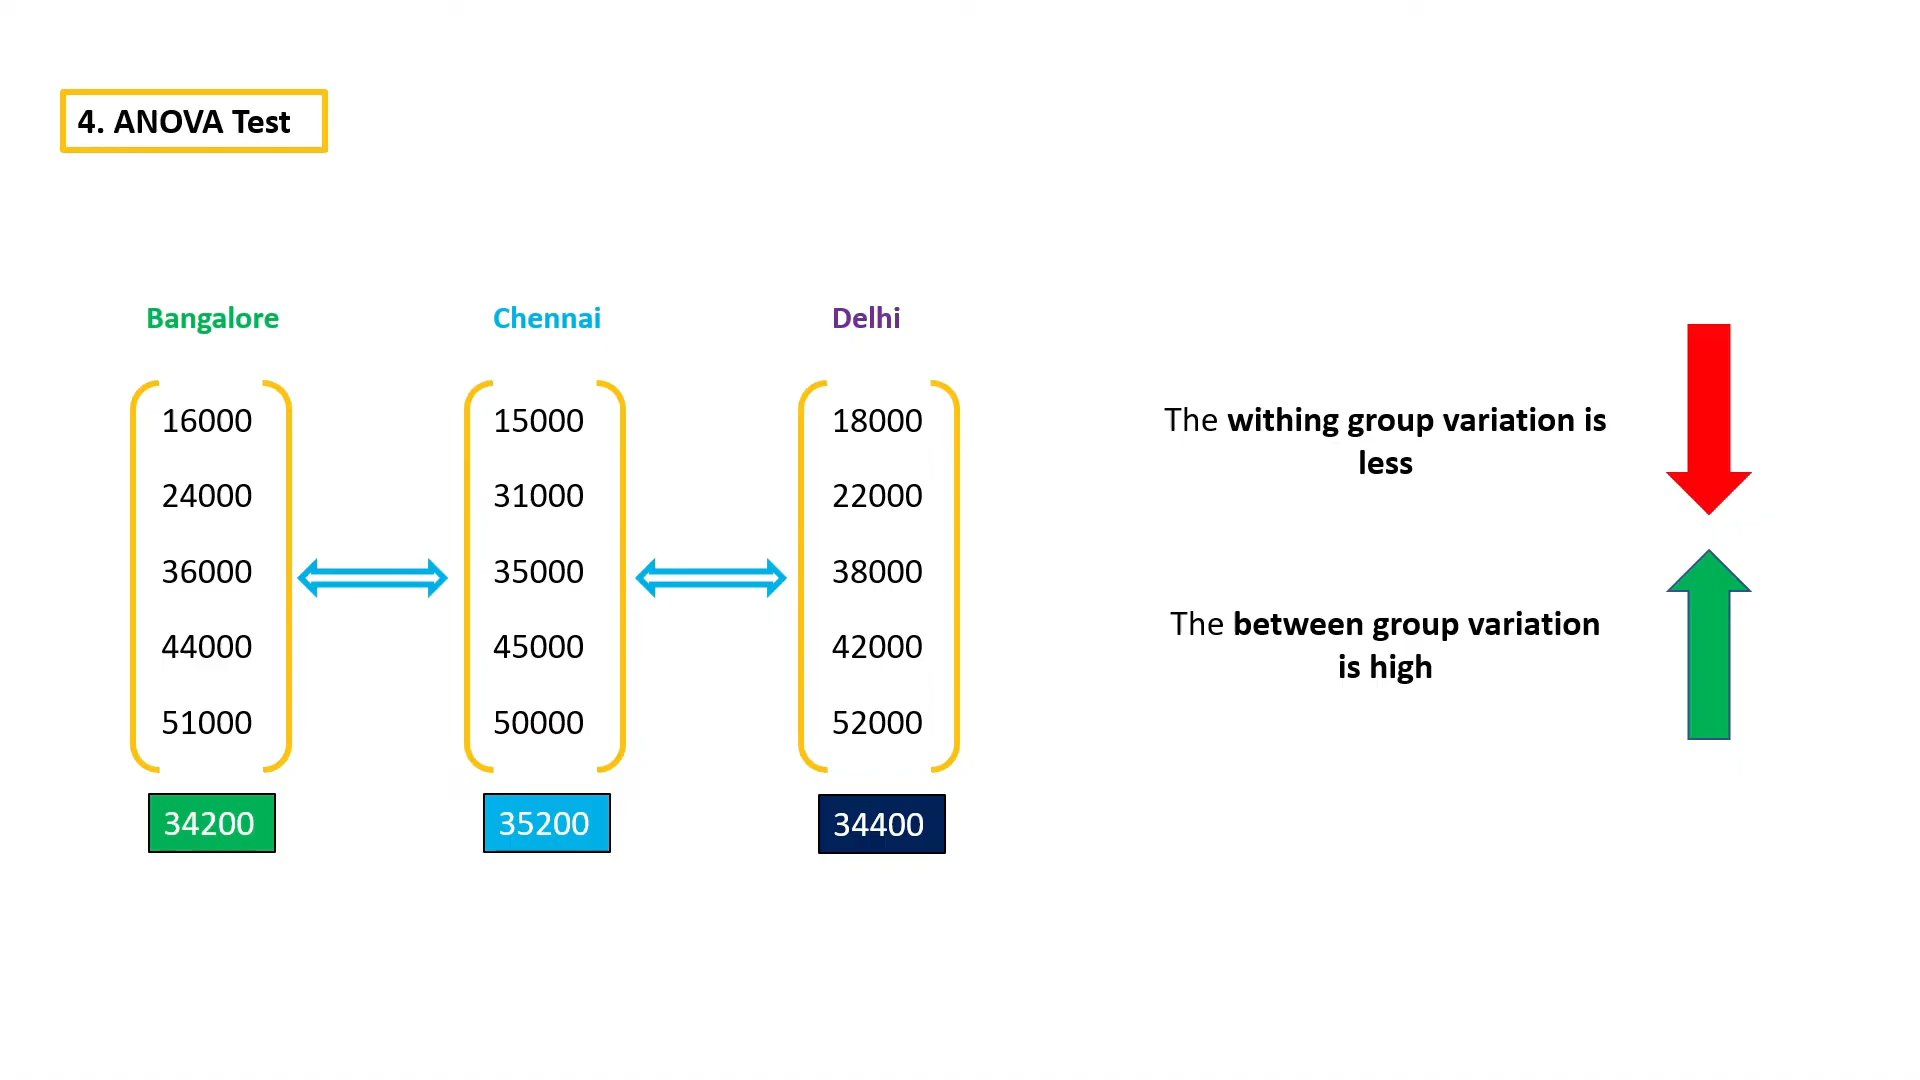 4. ANOVA Test
Bangalore Chennai Delhi
16000 15000 18000
24000 31000 22000
36000 35000 38000
44000 45000 42000
51000 50000 52000
34200 35200 34400
The withing group variation is
less
The between group variation
is high